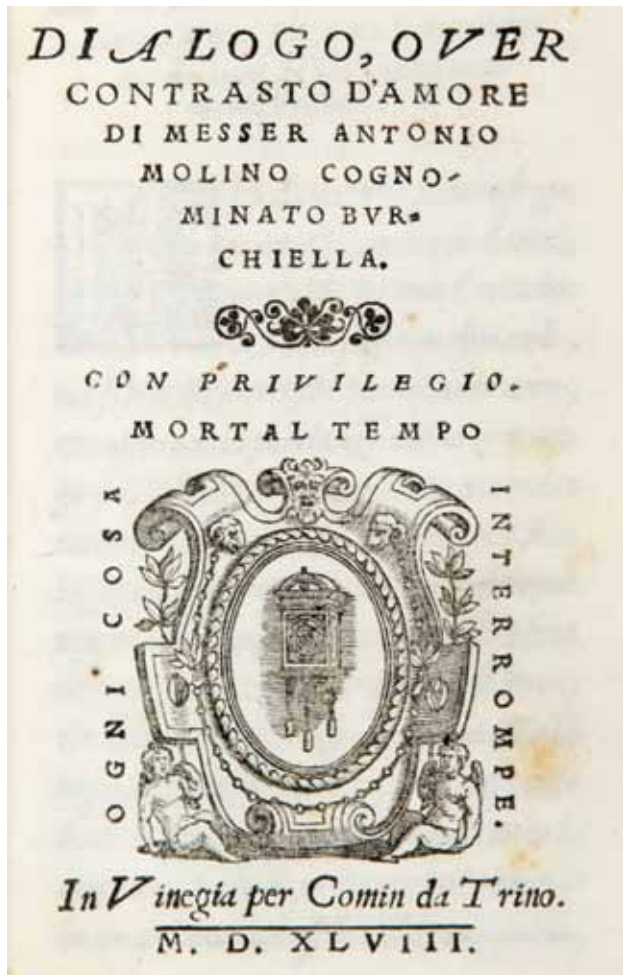 DIALOGO, OVER
CONTRASTO D'AMORE
DI MESSER ANTONIO
MOLINO COGNO-
MINATO BVR-
CHIELLA.
CON PRIVILEGIO.
MORTAL TEMPO
OGNI COSA
INTERROMPE.
In Vinegia per Comin da Trino.
M. D. XLVIII.